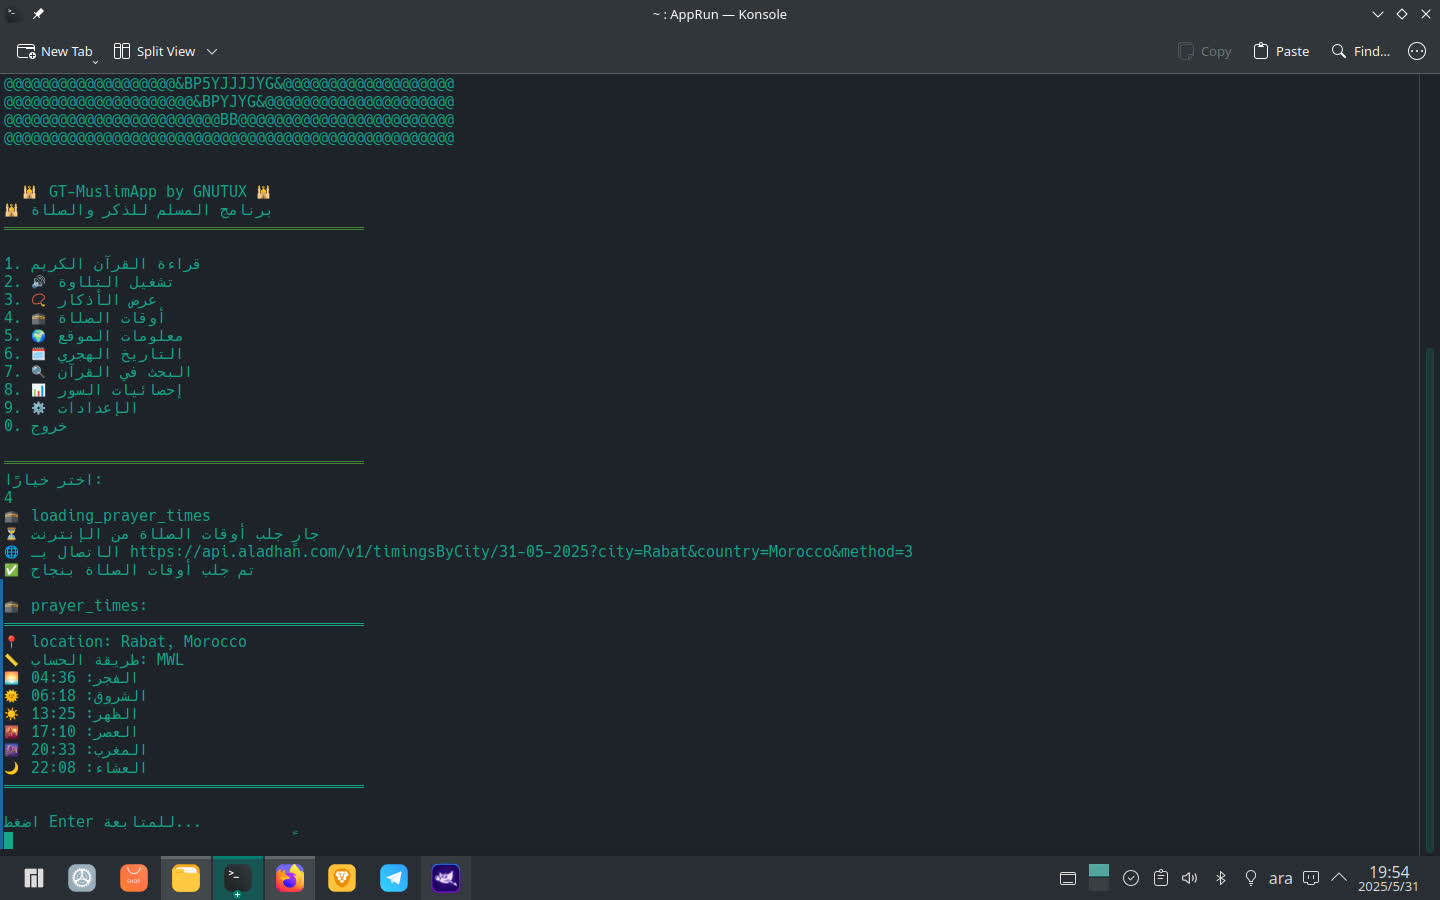 ~ : AppRun — Konsole
New Tab
Split View
Copy
Paste
Find...
@@@@@@@@@@@@@@@@@@@&BP5YJJJJYG&@@@@@@@@@@@@@@@@@@@
@@@@@@@@@@@@@@@@@@@@@&BPYJYG&@@@@@@@@@@@@@@@@@@@@@
@@@@@@@@@@@@@@@@@@@@@@@@BB@@@@@@@@@@@@@@@@@@@@@@@@
@@@@@@@@@@@@@@@@@@@@@@@@@@@@@@@@@@@@@@@@@@@@@@@@@@
🕌 GT-MuslimApp by GNUTUX 🕌
🕌 برنامج المسلم للذكر والصلاة
1. قراءة القرآن الكريم
2. 🔊 تشغيل التلاوة
3. 📿 عرض الأذكار
4. 🕋 أوقات الصلاة
5. 🌍 معلومات الموقع
6. 🗓️ التاريخ الهجري
7. 🔍 البحث في القرآن
8. 📊 إحصائيات السور
9. ⚙️ الإعدادات
0. خروج
اختر خيارًا:
4
🕋 loading_prayer_times
⏳ جارٍ جلب أوقات الصلاة من الإنترنت
🌐 الاتصال بـ https://api.aladhan.com/v1/timingsByCity/31-05-2025?city=Rabat&country=Morocco&method=3
✅ تم جلب أوقات الصلاة بنجاح
🕋 prayer_times:
📍 location: Rabat, Morocco
📏 طريقة الحساب: MWL
🌅 الفجر: 04:36
🌞 الشروق: 06:18
☀️ الظهر: 13:25
🌇 العصر: 17:10
🌆 المغرب: 20:33
🌙 العشاء: 22:08
اضغط Enter للمتابعة...
SHOP
ara
19:54
2025/5/31